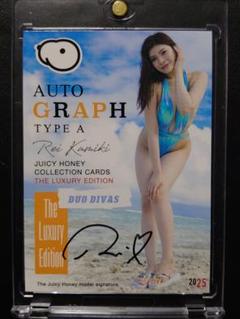 AUTO
GRAPH
TYPE A
Rei Kamiki
JUICY HONEY
COLLECTION CARDS
THE LUXURY EDITION
DUO DIVAS
The
Luxury
Edition
The Juicy Honey model signature
2025